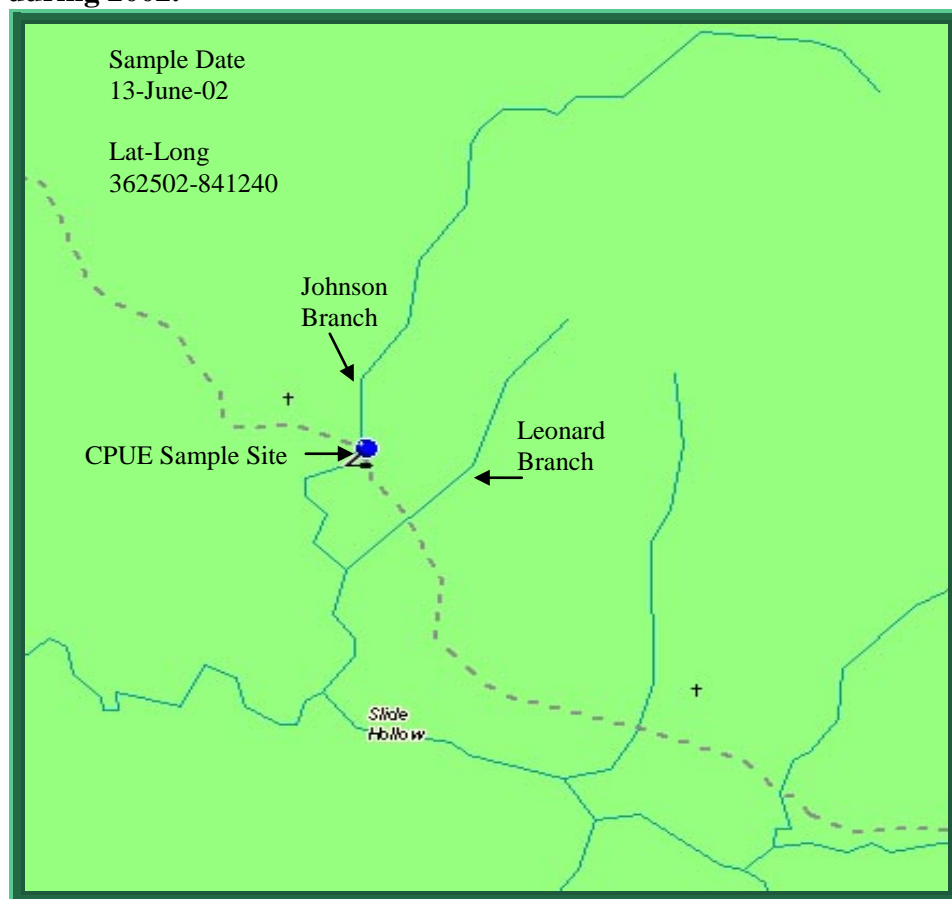 during 2002.
Sample Date
13-June-02
Lat-Long
362502-841240
Johnson
Branch
CPUE Sample Site
Leonard
Branch
Slide
Hollow